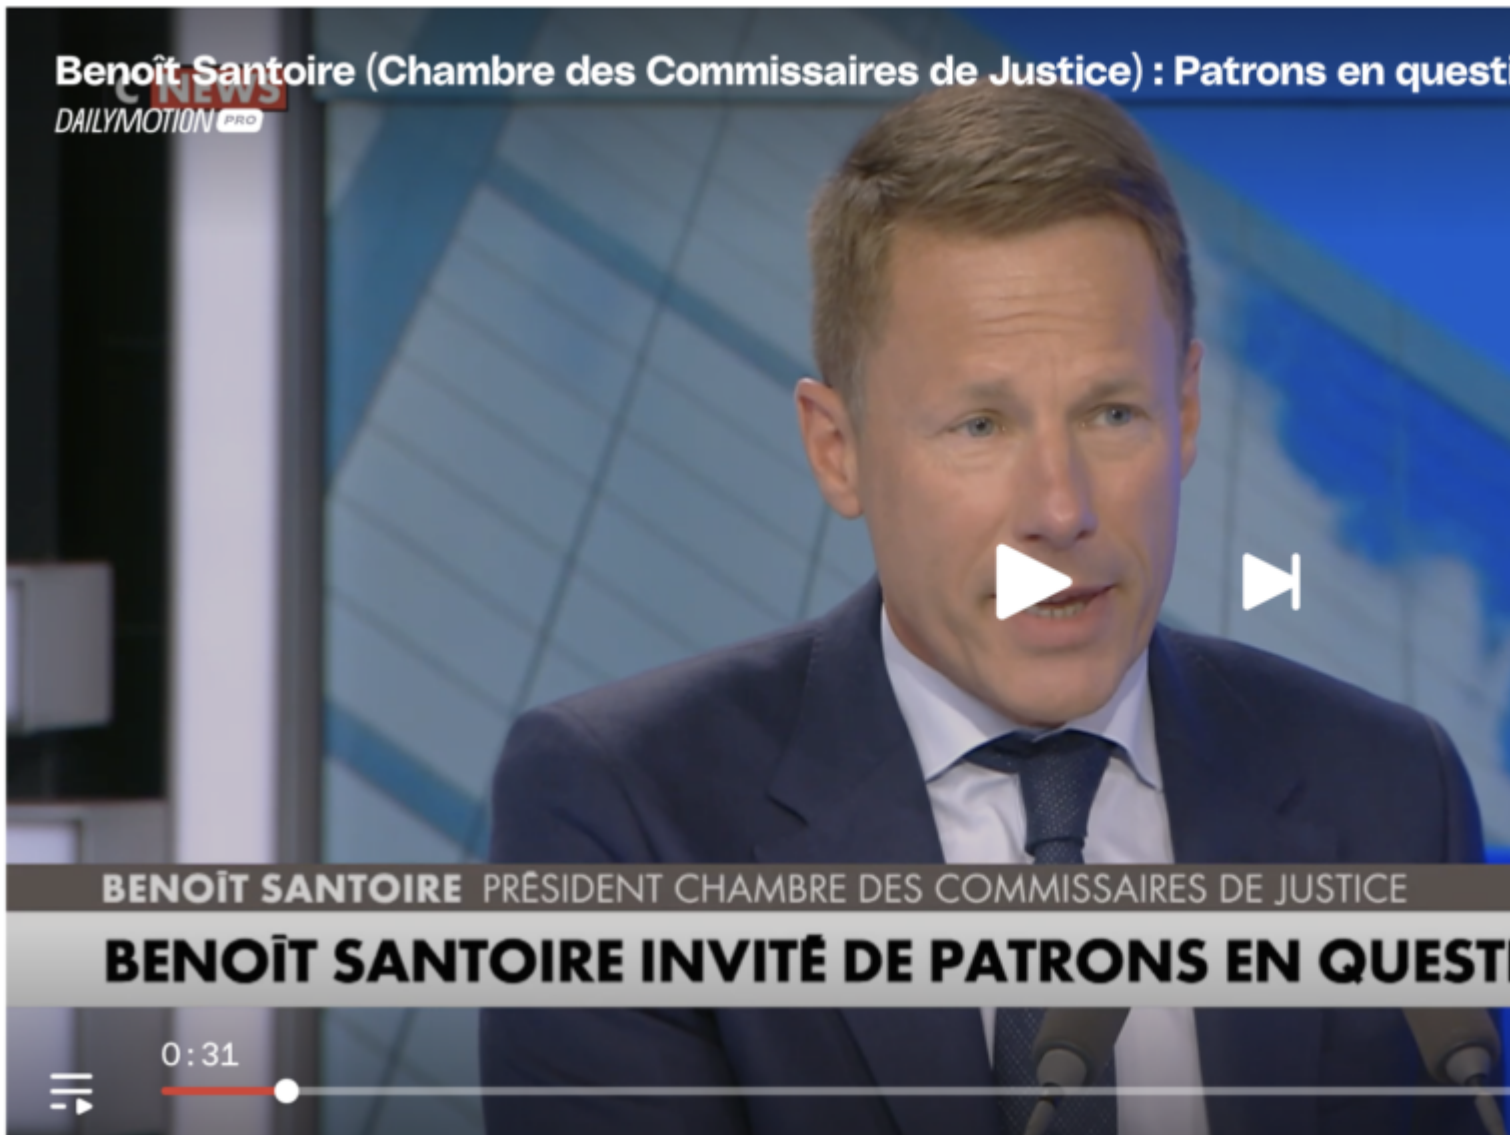 Benoît Santoire (Chambre des Commissaires de Justice) : Patrons en questi
C NEWS
DAILYMOTION PRO
BENOÎT SANTOIRE PRÉSIDENT CHAMBRE DES COMMISSAIRES DE JUSTICE
BENOÎT SANTOIRE INVITÉ DE PATRONS EN QUESTI
0:31